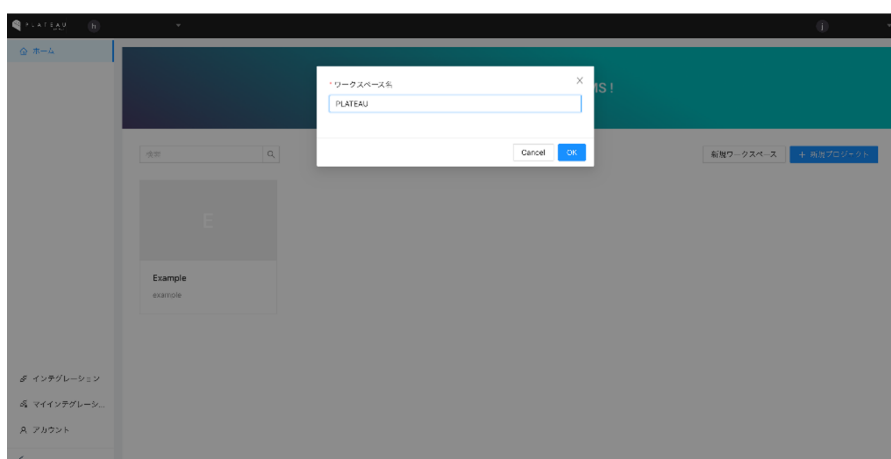 PLATEAU
h
j
ホーム
MS !
* ワークスペース名
PLATEAU
Cancel
OK
検索
新規ワークスペース
+ 新規プロジェクト
E
Example
example
インテグレーション
マイインテグレーシ...
アカウント